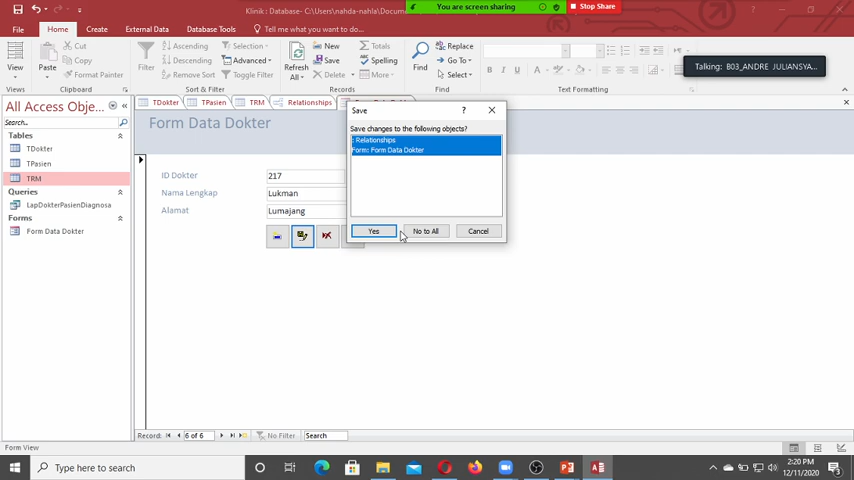 You are screen sharing
Stop Share
Klinik : Database- C:\Users\nahda-nahla\Docume
File
Home
Create
External Data
Database Tools
Tell me what you want to do
View
Paste
Cut
Copy
Format Painter
Filter
Ascending
Descending
Remove Sort
Selection
Advanced
Toggle Filter
Refresh
All
New
Save
Delete
Totals
Spelling
More
Find
Replace
Go To
Select
B I U A
Talking: B03_ANDRE JULIANSYA...
Views
Clipboard
Sort & Filter
Records
Find
Text Formatting
All Access Obje...
Search...
Tables
TDokter
TPasien
TRM
Queries
LapDokterPasienDiagnosa
Forms
Form Data Dokter
TDokter
TPasien
TRM
Relationships
Form Data Dokter
ID Dokter
217
Nama Lengkap
Lukman
Alamat
Lumajang
Save
?
Save changes to the following objects?
: Relationships
Form: Form Data Dokter
Yes
No to All
Cancel
Record:
6 of 6
No Filter
Search
Form View
Type here to search
2:20 PM
12/11/2020
3